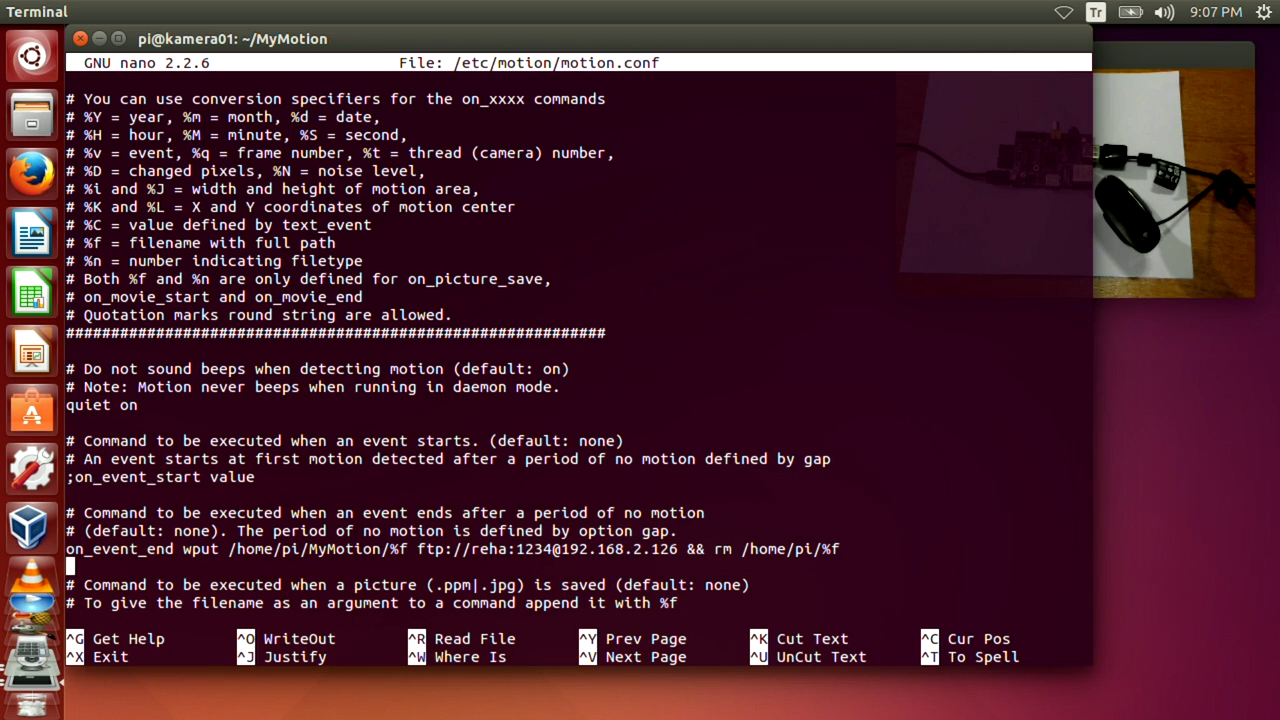 Terminal
Tr
9:07 PM
pi@kamera01: ~/MyMotion
GNU nano 2.2.6 File: /etc/motion/motion.conf
# You can use conversion specifiers for the on_xxxx commands
# %Y = year, %m = month, %d = date,
# %H = hour, %M = minute, %S = second,
# %v = event, %q = frame number, %t = thread (camera) number,
# %D = changed pixels, %N = noise level,
# %i and %J = width and height of motion area,
# %K and %L = X and Y coordinates of motion center
# %C = value defined by text_event
# %f = filename with full path
# %n = number indicating filetype
# Both %f and %n are only defined for on_picture_save,
# on_movie_start and on_movie_end
# Quotation marks round string are allowed.
############################################################
# Do not sound beeps when detecting motion (default: on)
# Note: Motion never beeps when running in daemon mode.
quiet on
# Command to be executed when an event starts. (default: none)
# An event starts at first motion detected after a period of no motion defined by gap
;on_event_start value
# Command to be executed when an event ends after a period of no motion
# (default: none). The period of no motion is defined by option gap.
on_event_end wput /home/pi/MyMotion/%f ftp://reha:1234@192.168.2.126 && rm /home/pi/%f
# Command to be executed when a picture (.ppm|.jpg) is saved (default: none)
# To give the filename as an argument to a command append it with %f
^G Get Help ^O WriteOut ^R Read File ^Y Prev Page ^K Cut Text ^C Cur Pos
^X Exit ^J Justify ^W Where Is ^V Next Page ^U UnCut Text ^T To Spell